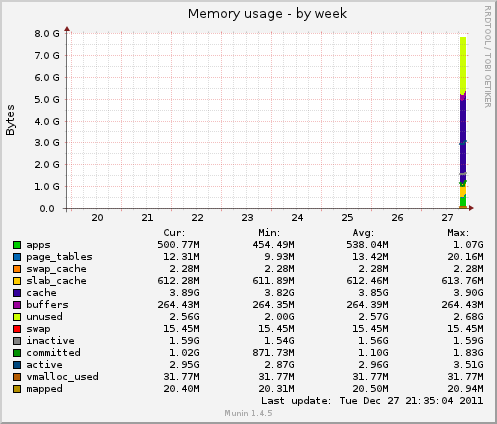 Memory usage - by week
RRDTOOL / TOBI OETIKER
Bytes
8.0 G
7.0 G
6.0 G
5.0 G
4.0 G
3.0 G
2.0 G
1.0 G
0.0
20 21 22 23 24 25 26 27
Cur: Min: Avg: Max:
apps 500.77M 454.49M 538.04M 1.07G
page_tables 12.31M 9.93M 13.42M 20.16M
swap_cache 2.28M 2.28M 2.28M 2.28M
slab_cache 612.28M 611.89M 612.46M 613.76M
cache 3.89G 3.82G 3.85G 3.90G
buffers 264.43M 264.35M 264.39M 264.43M
unused 2.56G 2.00G 2.57G 2.68G
swap 15.45M 15.45M 15.45M 15.45M
inactive 1.59G 1.54G 1.56G 1.59G
committed 1.02G 871.73M 1.10G 1.83G
active 2.95G 2.87G 2.96G 3.51G
vmalloc_used 31.77M 31.77M 31.77M 31.77M
mapped 20.40M 20.31M 20.50M 20.94M
Last update: Tue Dec 27 21:35:04 2011
Munin 1.4.5